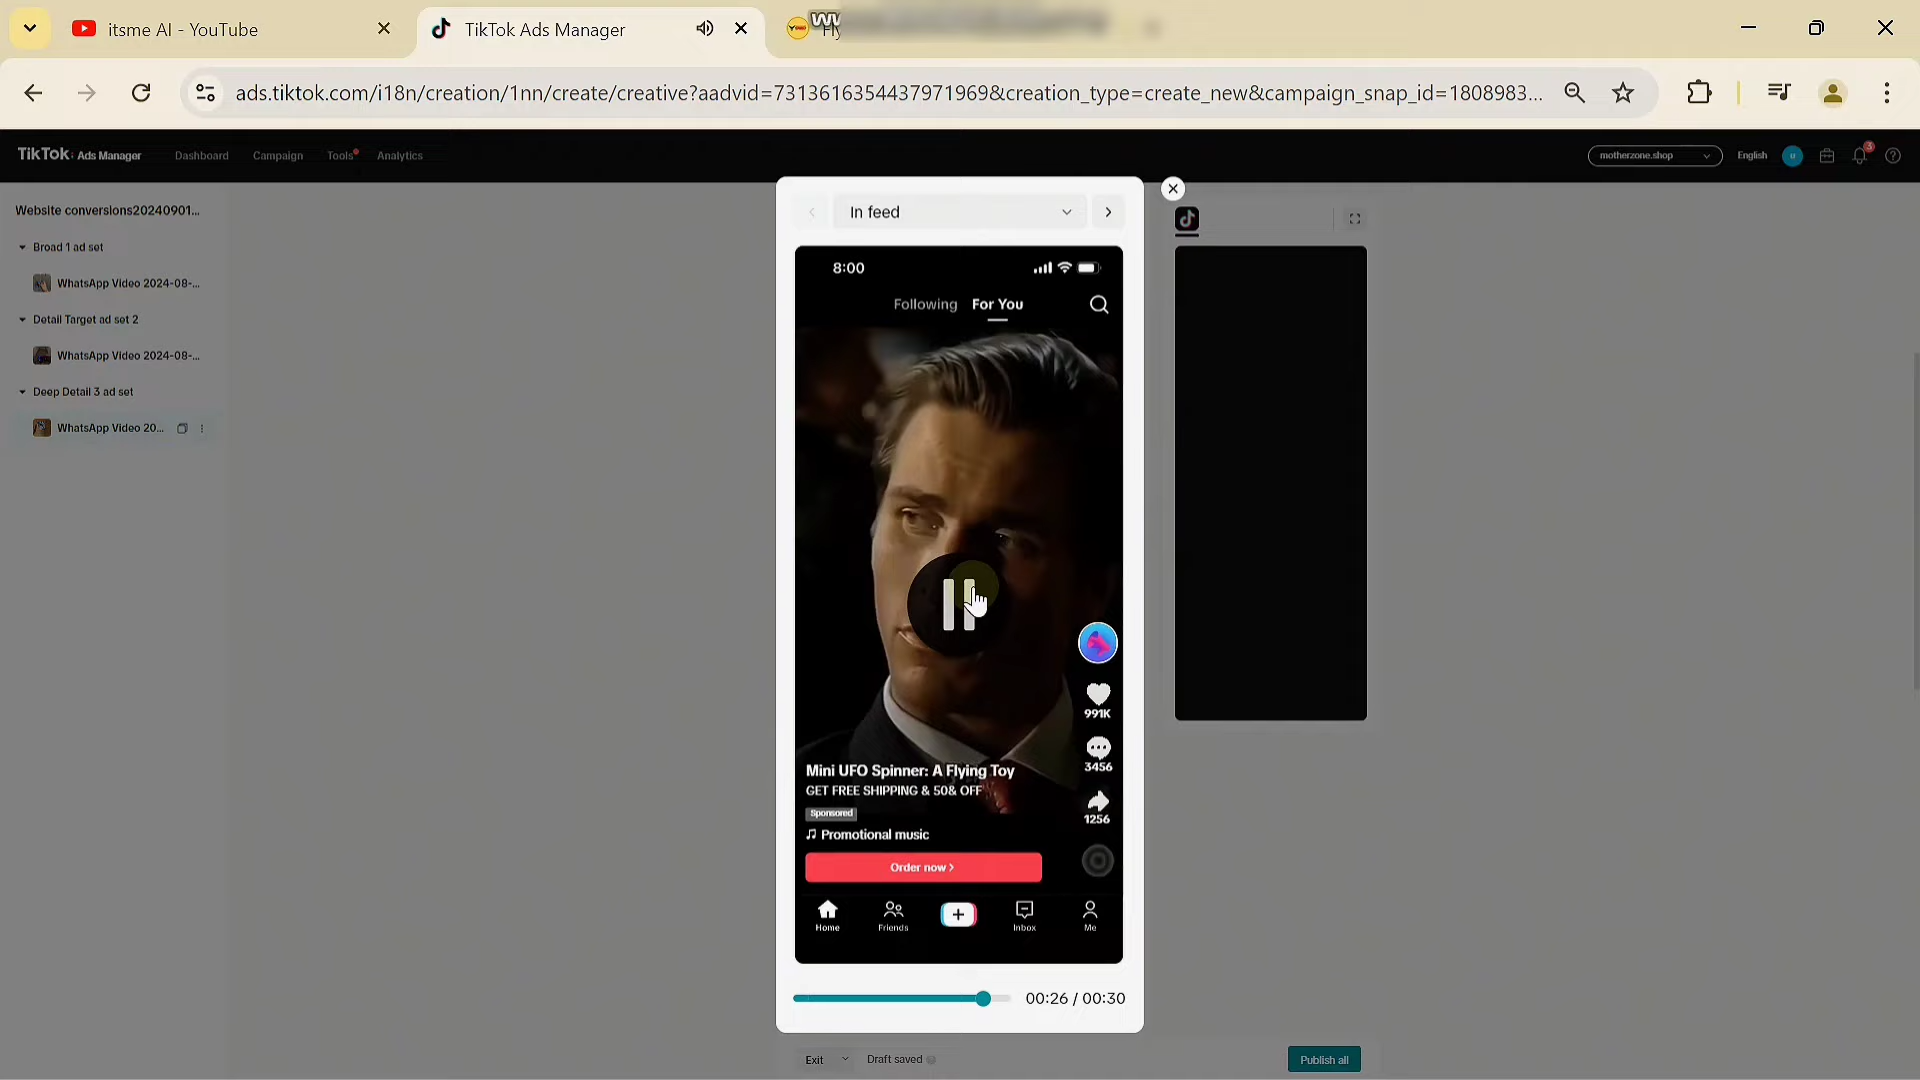 itsme AI - YouTube
TikTok Ads Manager
ads.tiktok.com/i18n/creation/1nn/create/creative?aadvid=7313616354437971969&creation_type=create_new&campaign_snap_id=1808983...
TikTok: Ads Manager
Dashboard
Campaign
Tools
Analytics
motherzone.shop
English
U
3
Website conversions20240901...
Broad 1 ad set
WhatsApp Video 2024-08-...
Detail Target ad set 2
WhatsApp Video 2024-08-...
Deep Detail 3 ad set
WhatsApp Video 20...
In feed
8:00
Following
For You
991K
3456
1256
Mini UFO Spinner: A Flying Toy
GET FREE SHIPPING & 50& OFF
Sponsored
Promotional music
Order now >
Home
Friends
Inbox
Me
00:26 / 00:30
Exit
Draft saved
Publish all